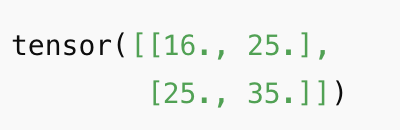 tensor([[16., 25.],
        [25., 35.]])